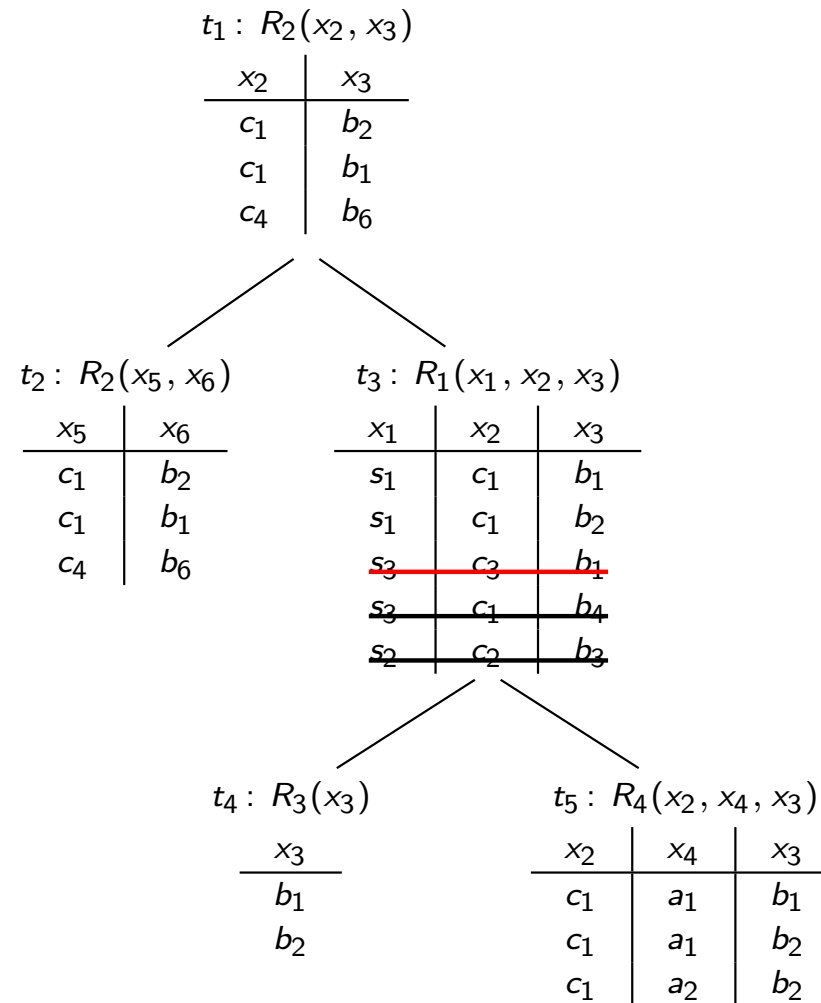 t₁: R₂(x₂, x₃)
x₂ x₃
c₁ b₂
c₁ b₁
c₄ b₆
t₂: R₂(x₅, x₆)
x₅ x₆
c₁ b₂
c₁ b₁
c₄ b₆
t₃: R₁(x₁, x₂, x₃)
x₁ x₂ x₃
s₁ c₁ b₁
s₁ c₁ b₂
s₃ c₃ b₁
s₃ c₁ b₄
s₂ c₂ b₃
t₄: R₃(x₃)
x₃
b₁
b₂
t₅: R₄(x₂, x₄, x₃)
x₂ x₄ x₃
c₁ a₁ b₁
c₁ a₁ b₂
c₁ a₂ b₂